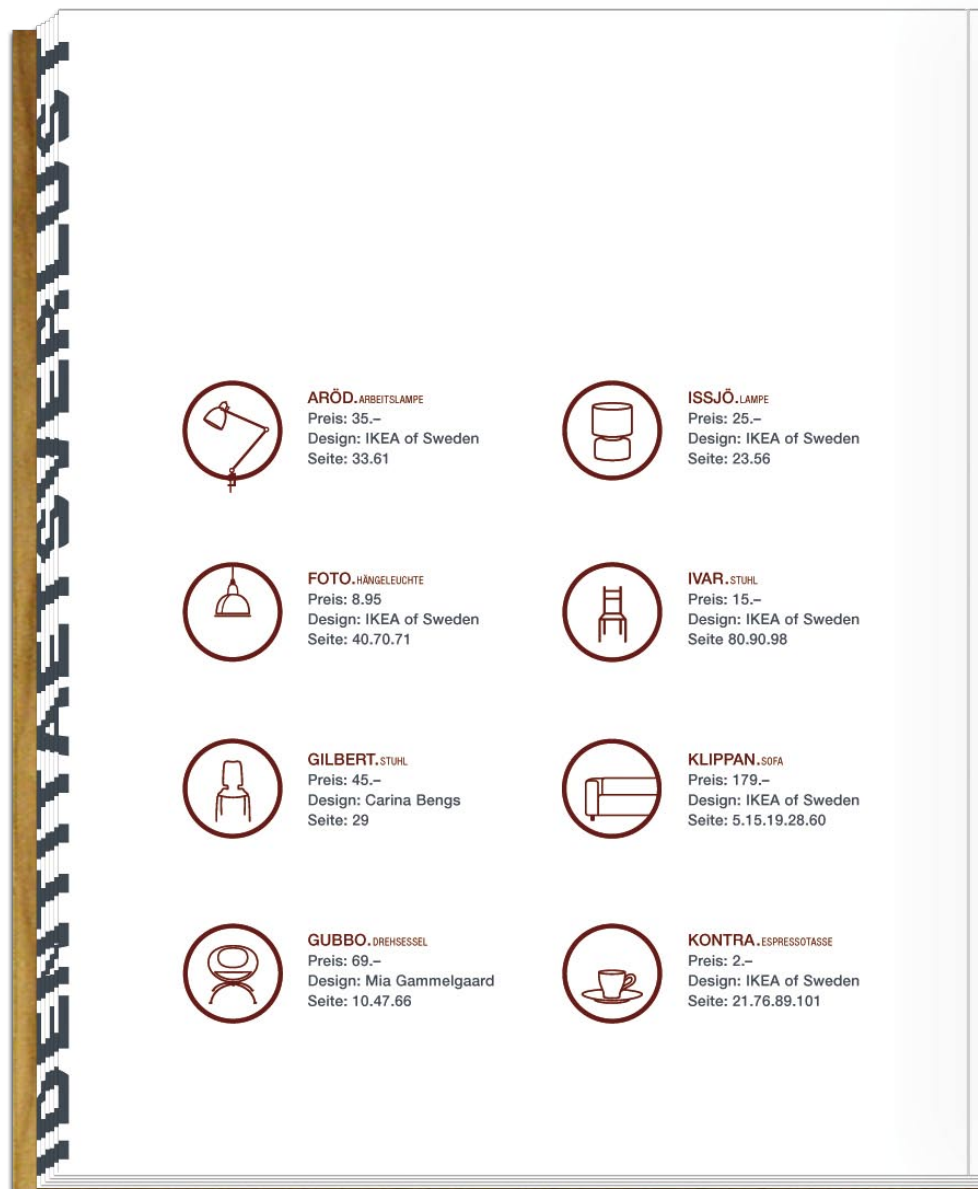 IDENTITAETSVERLUST
ARÖD.ARBEITSLAMPE
Preis: 35.–
Design: IKEA of Sweden
Seite: 33.61
FOTO.HÄNGELEUCHTE
Preis: 8.95
Design: IKEA of Sweden
Seite: 40.70.71
GILBERT.STUHL
Preis: 45.–
Design: Carina Bengs
Seite: 29
GUBBO.DREHSESSEL
Preis: 69.–
Design: Mia Gammelgaard
Seite: 10.47.66
ISSJÖ.LAMPE
Preis: 25.–
Design: IKEA of Sweden
Seite: 23.56
IVAR.STUHL
Preis: 15.–
Design: IKEA of Sweden
Seite 80.90.98
KLIPPAN.SOFA
Preis: 179.–
Design: IKEA of Sweden
Seite: 5.15.19.28.60
KONTRA.ESPRESSOTASSE
Preis: 2.–
Design: IKEA of Sweden
Seite: 21.76.89.101